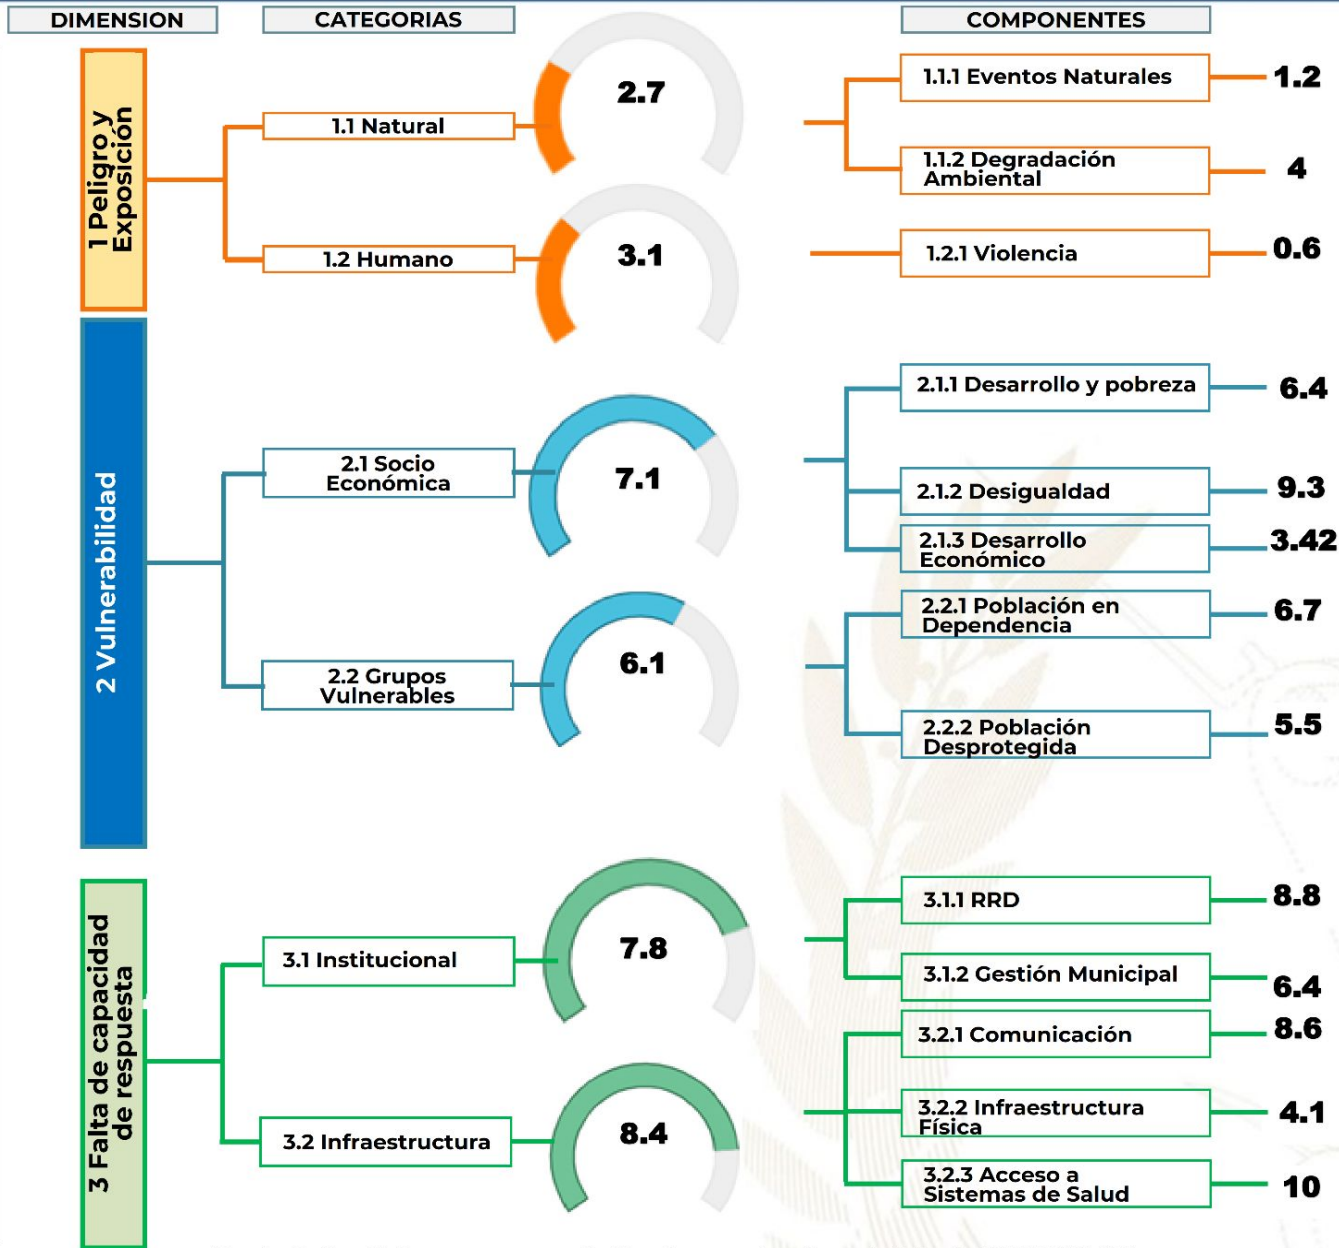 DIMENSION
CATEGORIAS
COMPONENTES
1 Peligro y
Exposición
1.1 Natural
2.7
1.1.1 Eventos Naturales
1.2
1.1.2 Degradación
Ambiental
4
1.2 Humano
3.1
1.2.1 Violencia
0.6
2 Vulnerabilidad
2.1 Socio
Económica
7.1
2.1.1 Desarrollo y pobreza
6.4
2.1.2 Desigualdad
9.3
2.1.3 Desarrollo
Económico
3.42
2.2 Grupos
Vulnerables
6.1
2.2.1 Población en
Dependencia
6.7
2.2.2 Población
Desprotegida
5.5
3 Falta de capacidad
de respuesta
3.1 Institucional
7.8
3.1.1 RRD
8.8
3.1.2 Gestión Municipal
6.4
3.2 Infraestructura
8.4
3.2.1 Comunicación
8.6
3.2.2 Infraestructura
Física
4.1
3.2.3 Acceso a
Sistemas de Salud
10